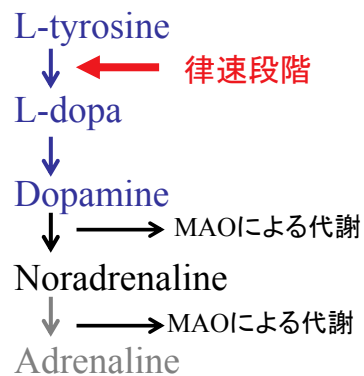 L-tyrosine
律速段階
L-dopa
Dopamine
MAOによる代謝
Noradrenaline
MAOによる代謝
Adrenaline